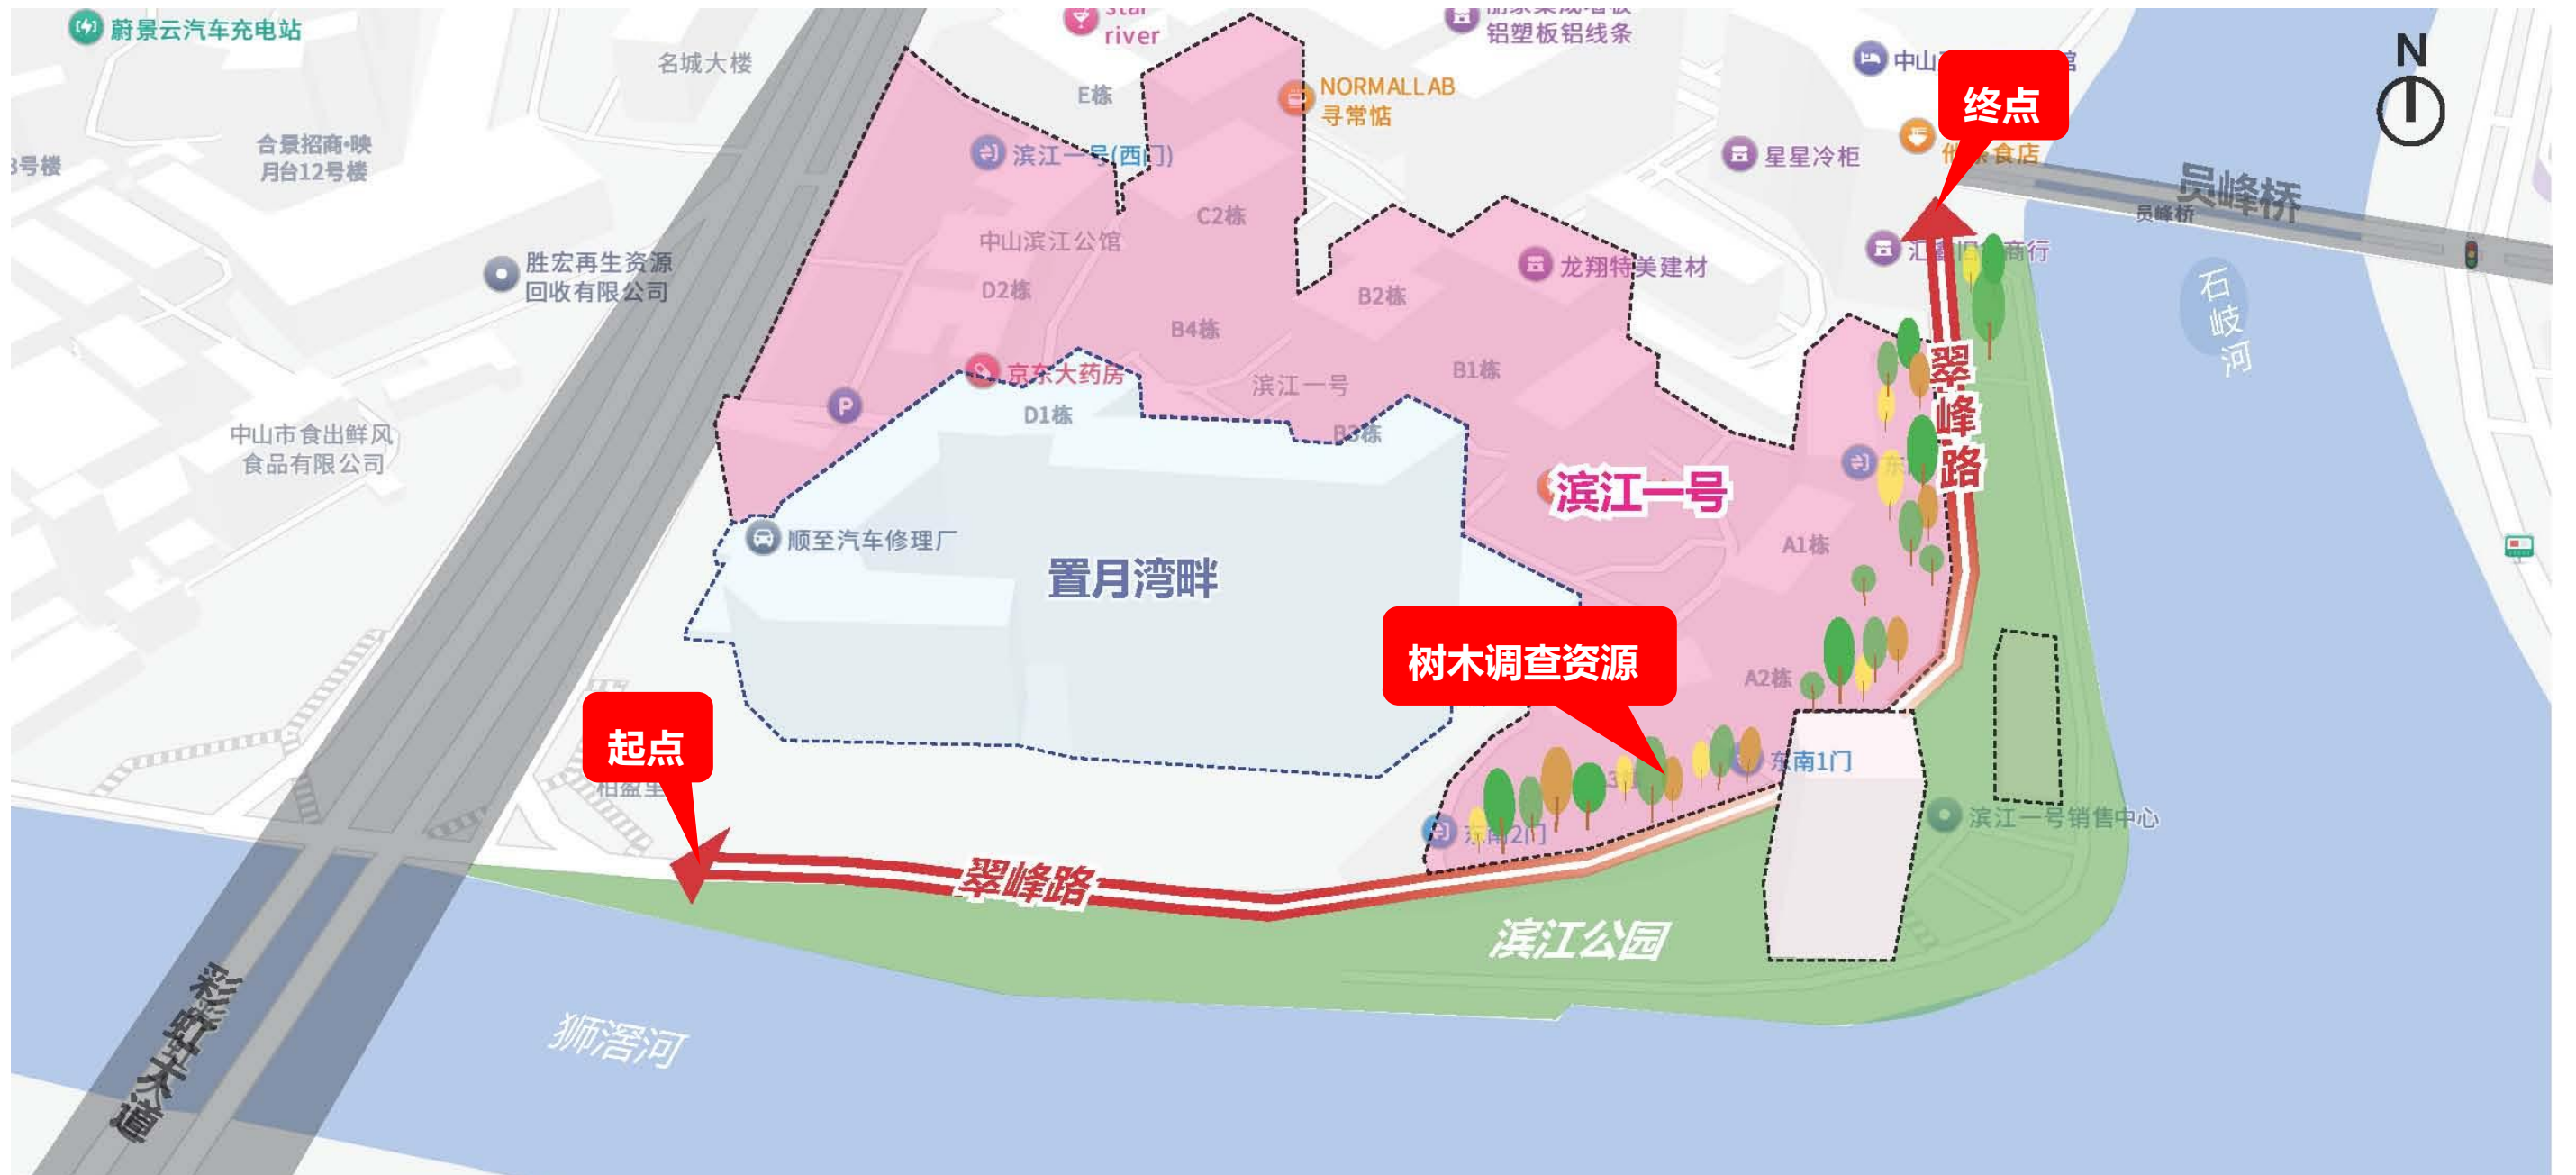 蔚景云汽车充电站
名城大楼
star
river
E栋
铝塑板铝线条
NORMALLAB
寻常惦
中山
馆
终点
N
合景招商·映
月台12号楼
3号楼
滨江一号(西门)
星星冷柜
员峰桥
员峰桥
C2栋
中山滨江公馆
胜宏再生资源
回收有限公司
龙翔特美建材
石岐河
D2栋
B2栋
B4栋
京东大药房
滨江一号
B1栋
翠峰路
D1栋
B3栋
中山市食出鲜风
食品有限公司
P
滨江一号
顺至汽车修理厂
置月湾畔
A1栋
树木调查资源
A2栋
起点
东南1门
滨江一号销售中心
东南2门
翠峰路
滨江公园
狮滘河
彩虹大道